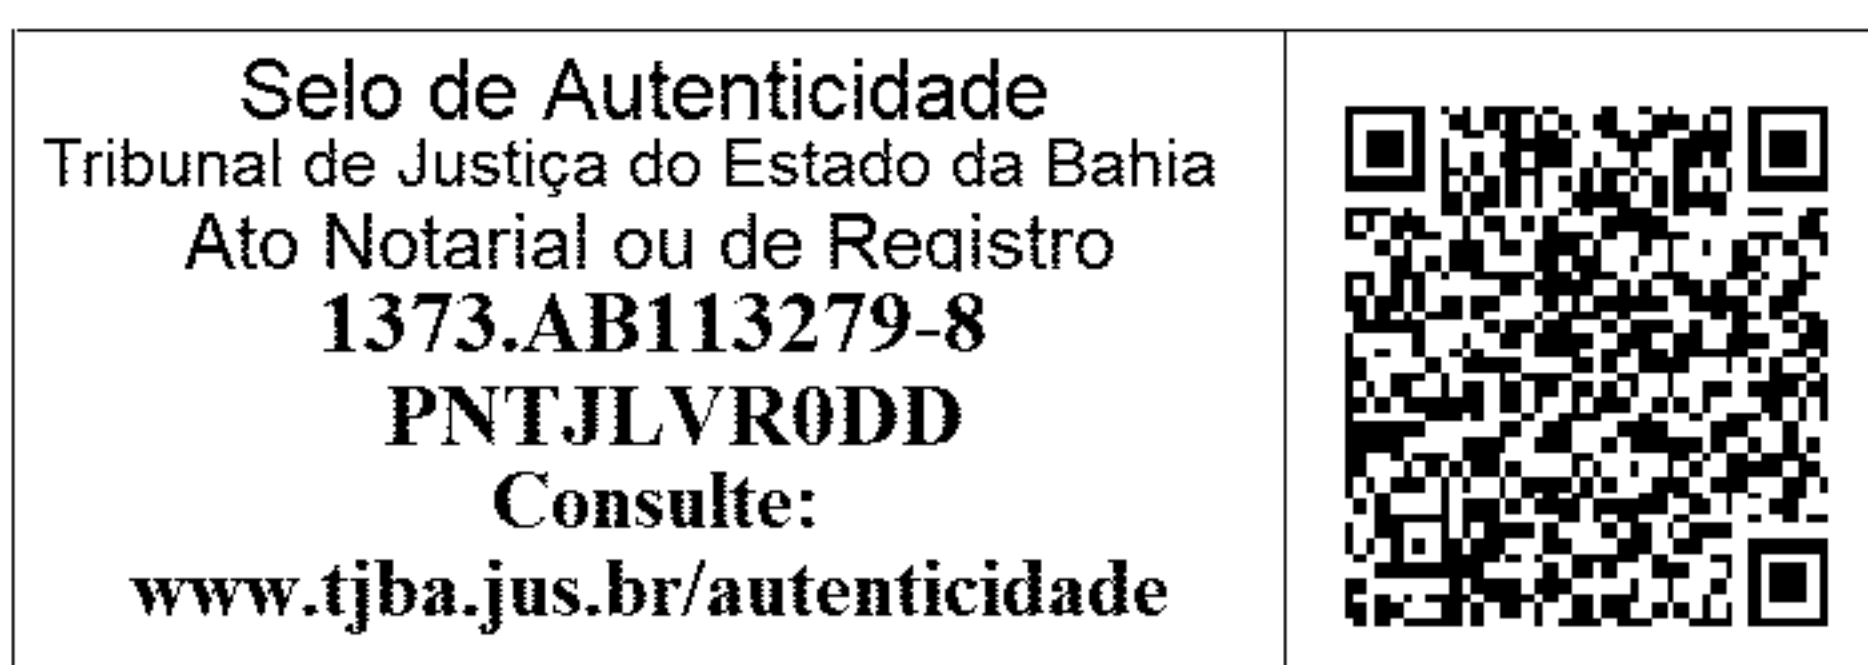 Selo de Autenticidade
Tribunal de Justiça do Estado da Bahia
Ato Notarial ou de Registro
1373.AB113279-8
PNTJLVR0DD
Consulte:
www.tjba.jus.br/autenticidade